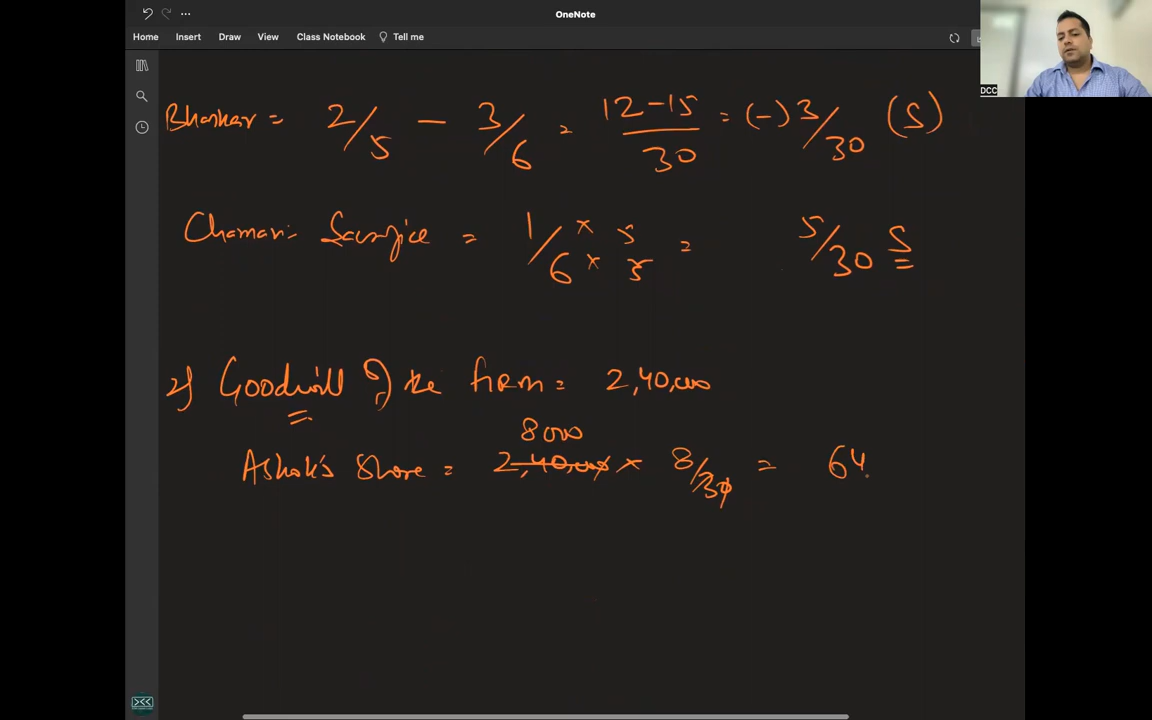 OneNote
Home Insert Draw View Class Notebook Tell me
DCC
Bhaskar = 2/5 - 3/6 = 12-15/30 = (-) 3/30 (S)
Chaman's Sacrifice = 1/6 × 5/5 = 5/30 S
2) Goodwill of the firm = 2,40,000
8000
Ashok's Share = 2,40,000 × 8/30 = 64
DCC